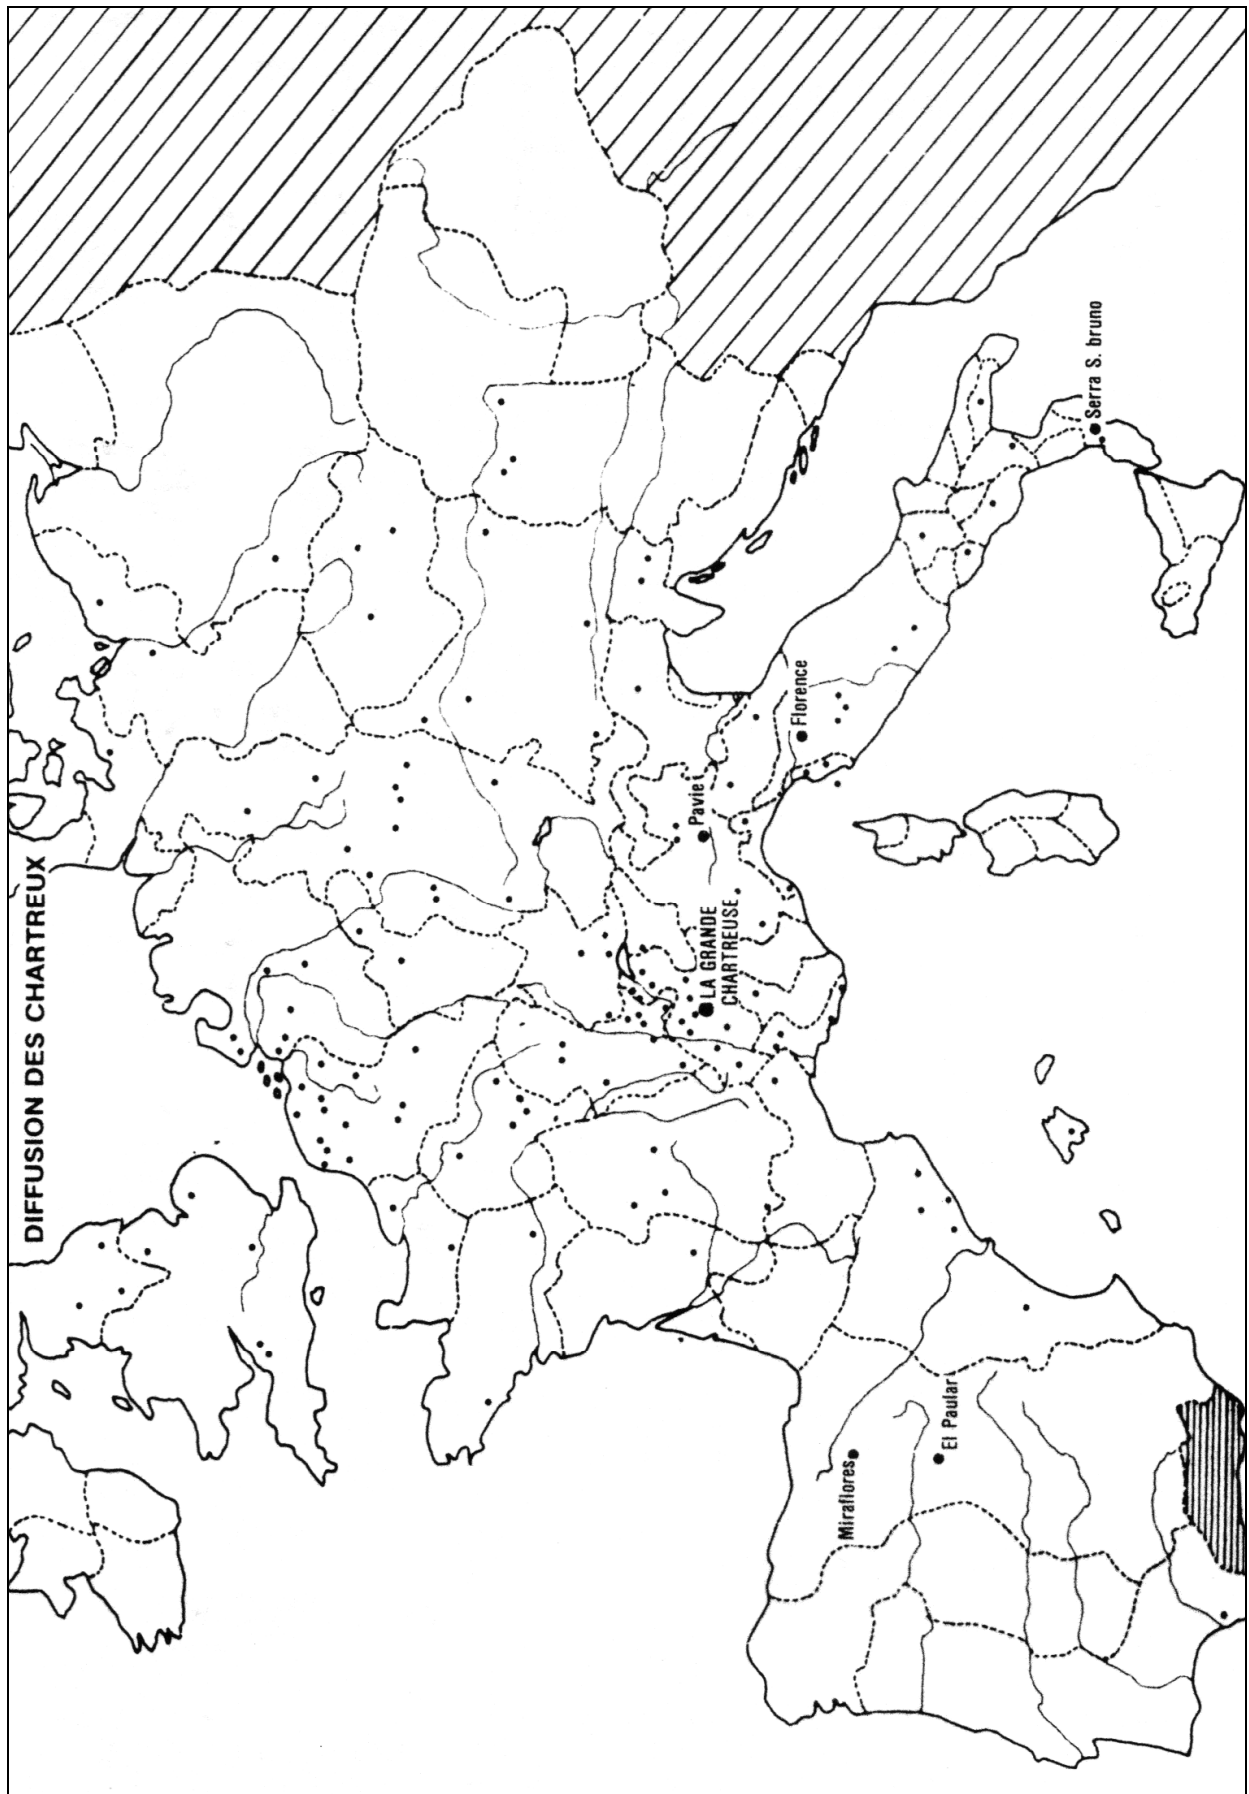 DIFFUSION DES CHARTREUX
Serra S. bruno
Florence
Pavie
LA GRANDE
CHARTREUSE
El Paular
Miraflores